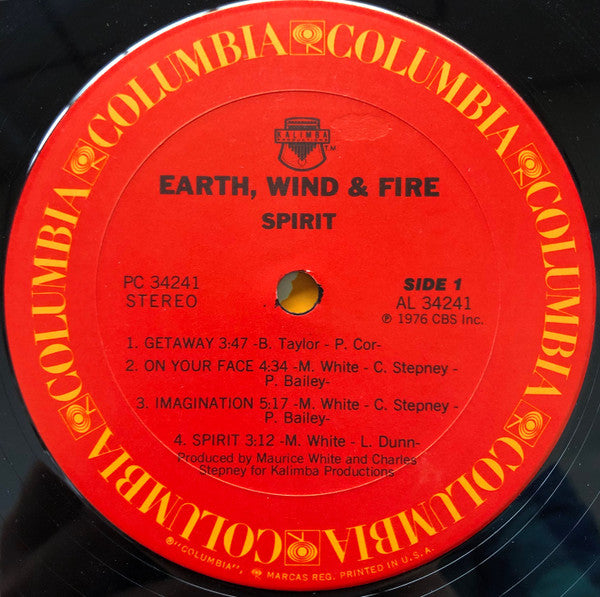 COLUMBIA COLUMBIA COLUMBIA COLUMBIA COLUMBIA COLUMBIA
KALIMBA
T.M.
EARTH, WIND & FIRE
SPIRIT
PC 34241
STEREO
SIDE 1
AL 34241
℗ 1976 CBS Inc.
1. GETAWAY 3:47 -B. Taylor - P. Cor-
2. ON YOUR FACE 4:34 -M. White - C. Stepney -
P. Bailey-
3. IMAGINATION 5:17 -M. White - C. Stepney -
P. Bailey-
4. SPIRIT 3:12 -M. White - L. Dunn-
Produced by Maurice White and Charles
Stepney for Kalimba Productions
®"COLUMBIA", MARCAS REG. PRINTED IN U.S.A.